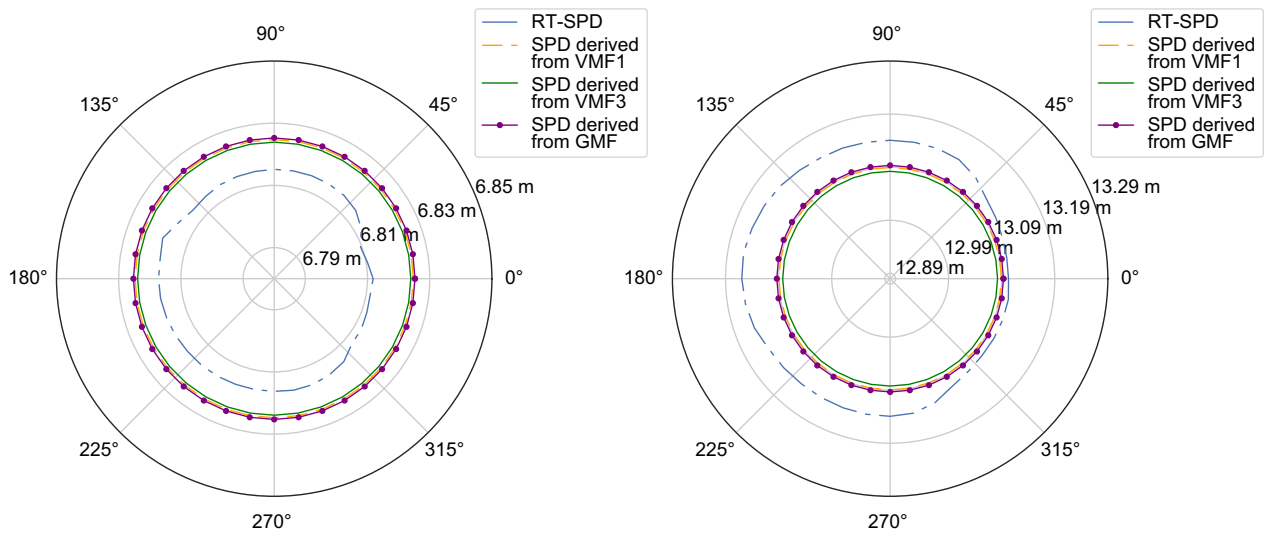 RT-SPD
SPD derived
from VMF1
SPD derived
from VMF3
SPD derived
from GMF
90°
135°
45°
6.85 m
6.83 m
6.81 m
6.79 m
180°
0°
225°
315°
270°
RT-SPD
SPD derived
from VMF1
SPD derived
from VMF3
SPD derived
from GMF
90°
135°
45°
13.29 m
13.19 m
13.09 m
12.99 m
12.89 m
180°
0°
225°
315°
270°